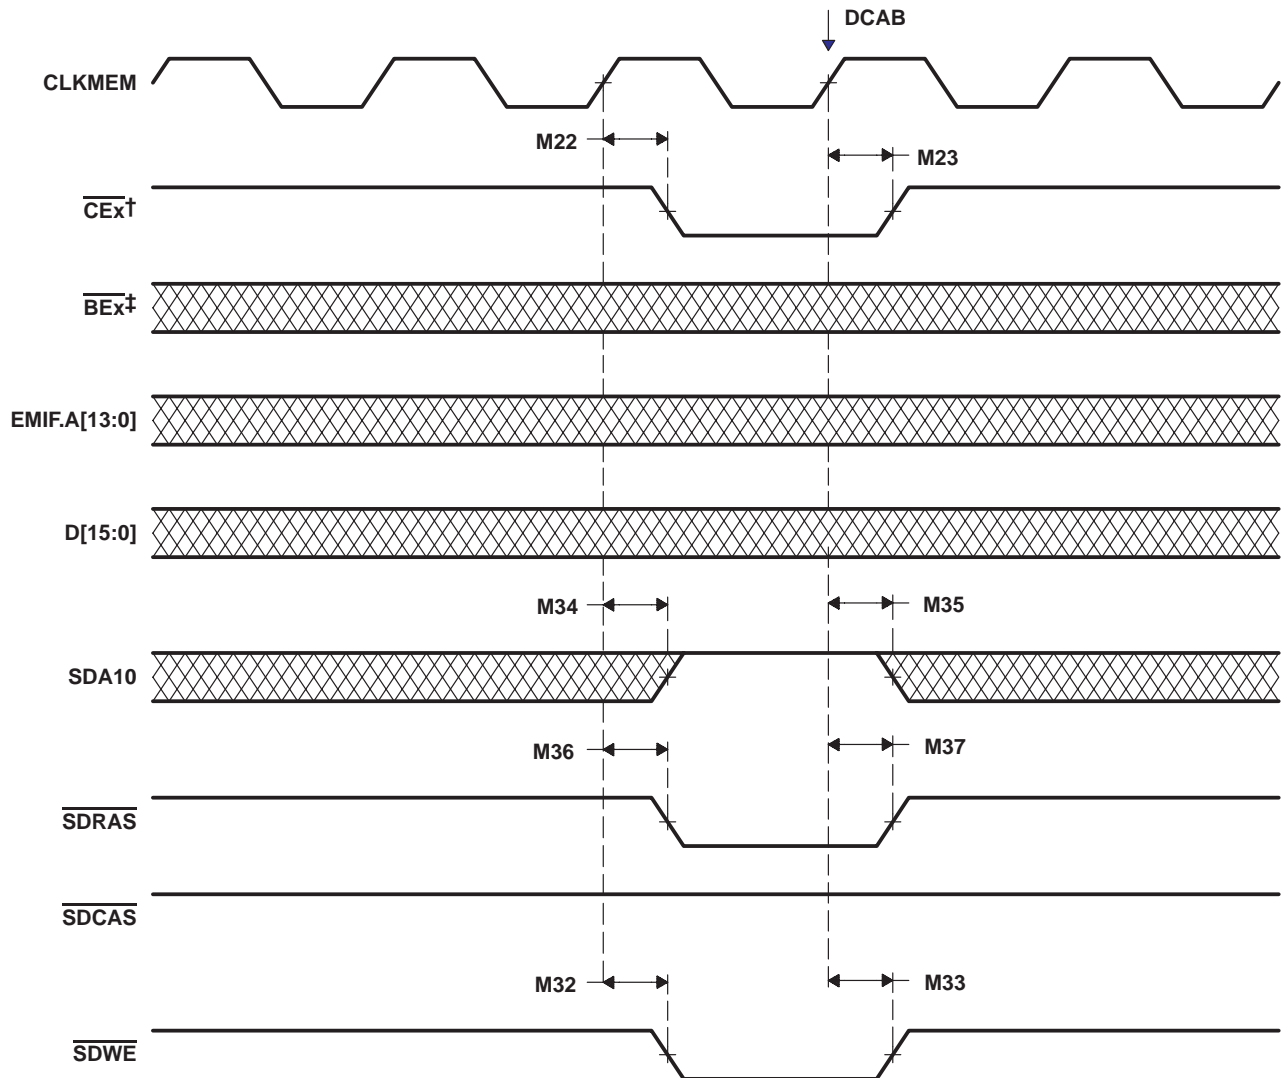 DCAB
CLKMEM
M22
M23
CEx†
BEx‡
EMIF.A[13:0]
D[15:0]
M34
M35
SDA10
M36
M37
SDRAS
SDCAS
M32
M33
SDWE